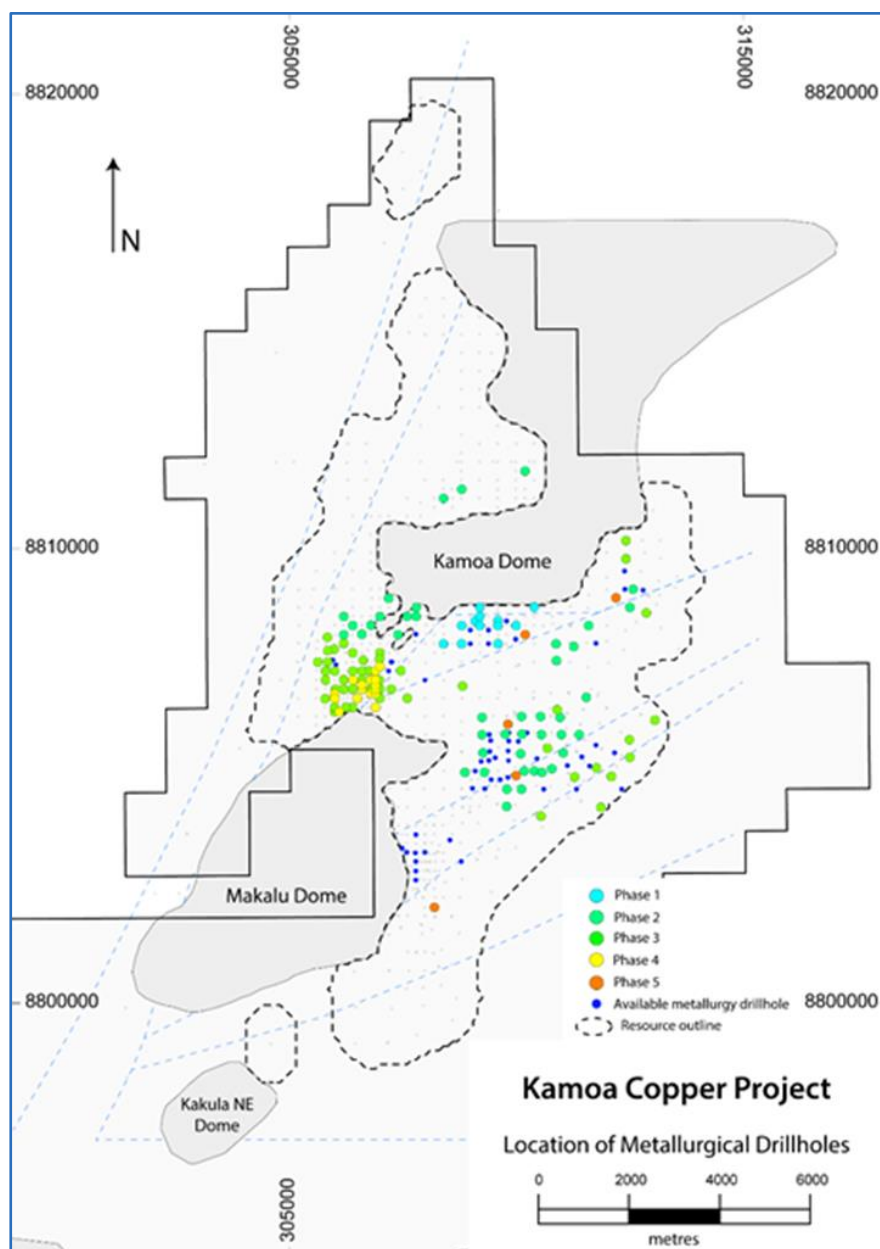 305000
315000
8820000
8820000
N
8810000
8810000
Kamoa Dome
Makalu Dome
Phase 1
Phase 2
Phase 3
Phase 4
Phase 5
Available metallurgy drillhole
Resource outline
8800000
8800000
Kakula NE
Dome
305000
Kamoa Copper Project
Location of Metallurgical Drillholes
0 2000 4000 6000
metres